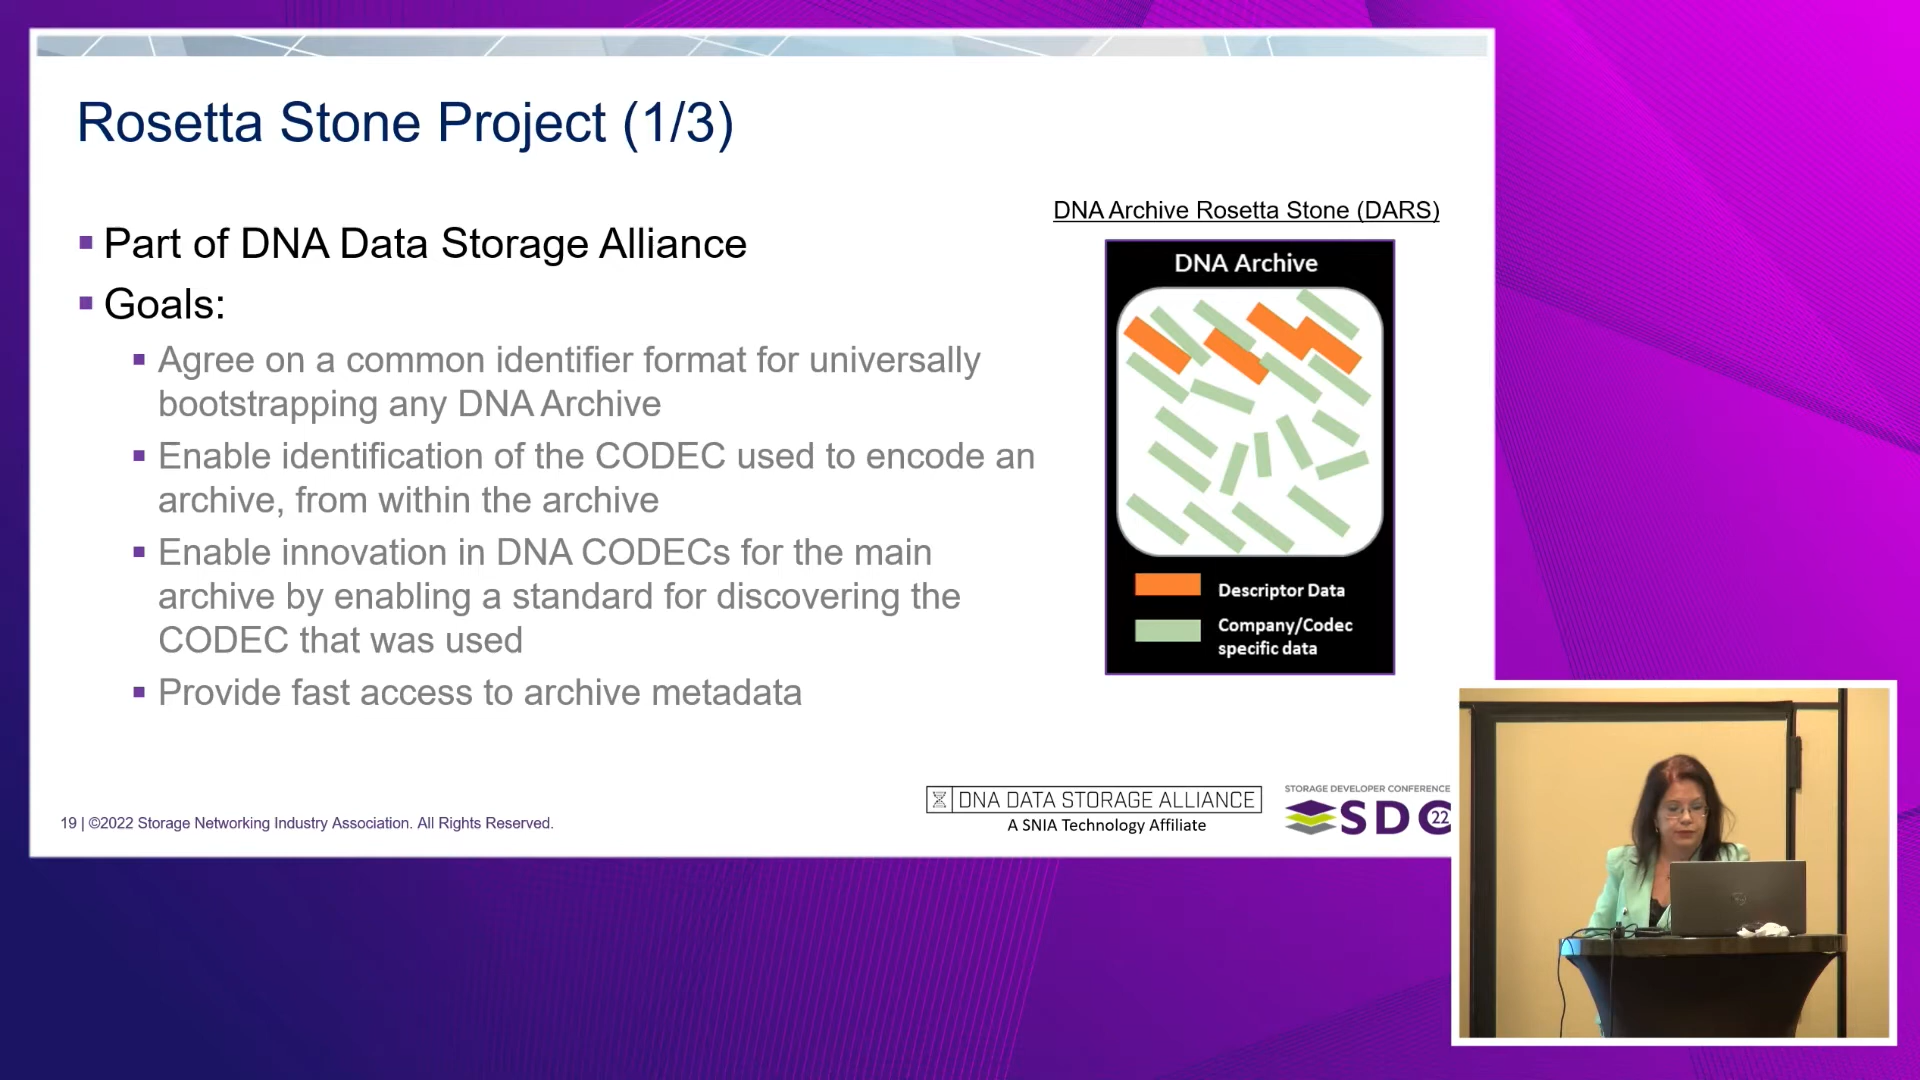 Rosetta Stone Project (1/3)
Part of DNA Data Storage Alliance
Goals:
Agree on a common identifier format for universally
bootstrapping any DNA Archive
Enable identification of the CODEC used to encode an
archive, from within the archive
Enable innovation in DNA CODECs for the main
archive by enabling a standard for discovering the
CODEC that was used
Provide fast access to archive metadata
DNA Archive Rosetta Stone (DARS)
DNA Archive
Descriptor Data
Company/Codec
specific data
19 | ©2022 Storage Networking Industry Association. All Rights Reserved.
DNA DATA STORAGE ALLIANCE
A SNIA Technology Affiliate
STORAGE DEVELOPER CONFERENCE
SDC 22